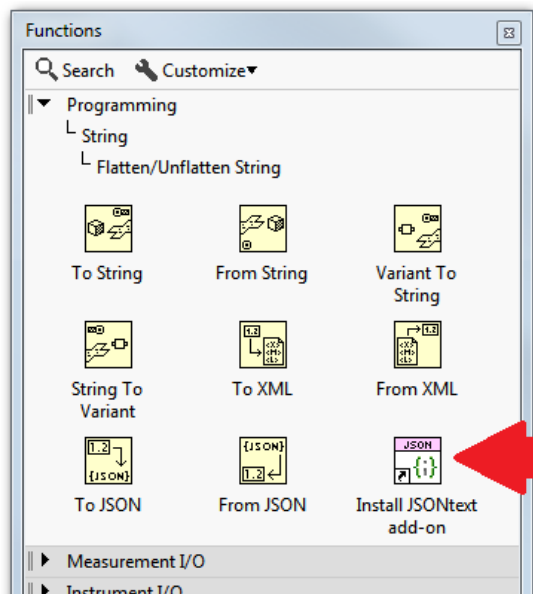 Functions
Search Customize
Programming
String
Flatten/Unflatten String
To String From String Variant To
String
String To To XML From XML
Variant
1.2 {JSON} JSON
{JSON} 1.2 {;}
To JSON From JSON Install JSONtext
add-on
Measurement I/O
Instrument I/O